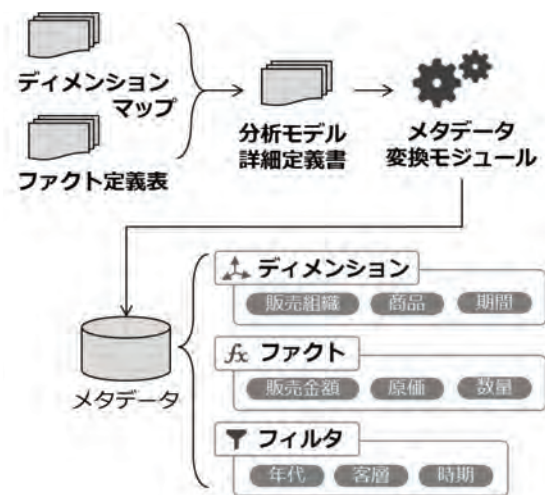 ディメンション
マップ
ファクト定義表
分析モデル
詳細定義書
メタデータ
変換モジュール
メタデータ
ディメンション
販売組織 商品 期間
fx ファクト
販売金額 原価 数量
フィルタ
年代 客層 時期